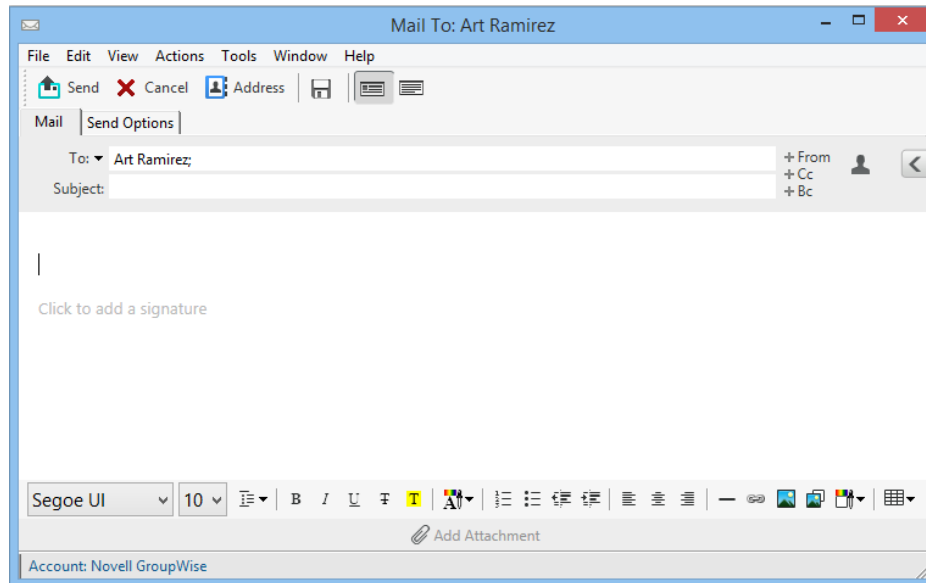 Mail To: Art Ramirez
File Edit View Actions Tools Window Help
Send Cancel Address
Mail Send Options
To: Art Ramirez; + From
+ Cc
Subject: + Bc
Click to add a signature
Segoe UI 10 B I U T T A
Add Attachment
Account: Novell GroupWise